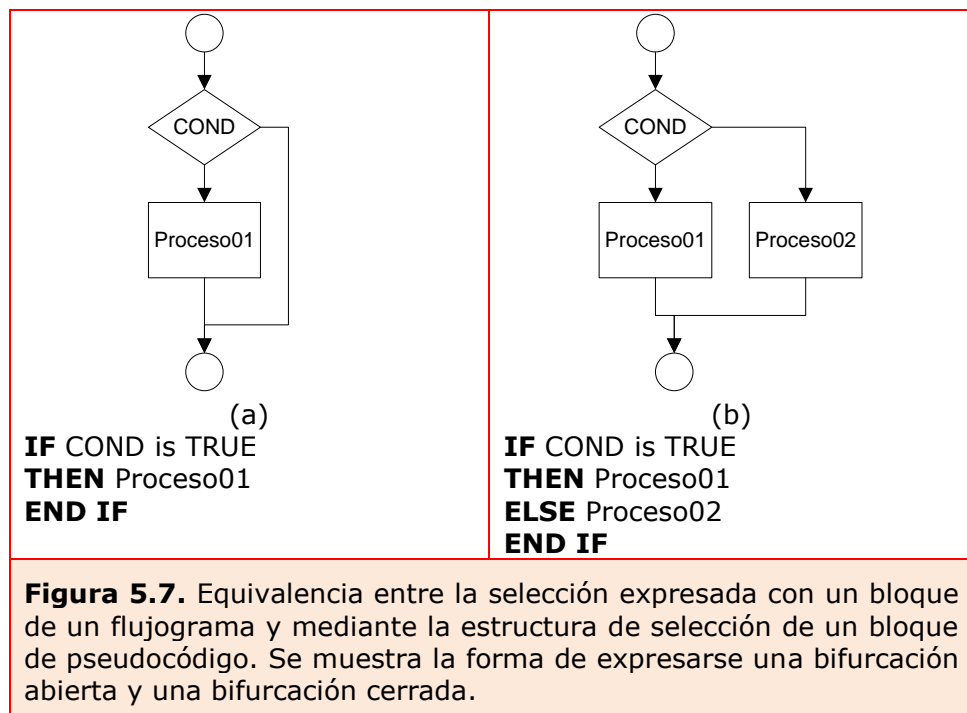 COND
Proceso01
(a)
IF COND is TRUE
THEN Proceso01
END IF
COND
Proceso01
Proceso02
(b)
IF COND is TRUE
THEN Proceso01
ELSE Proceso02
END IF
Figura 5.7. Equivalencia entre la selección expresada con un bloque
de un flujograma y mediante la estructura de selección de un bloque
de pseudocódigo. Se muestra la forma de expresarse una bifurcación
abierta y una bifurcación cerrada.